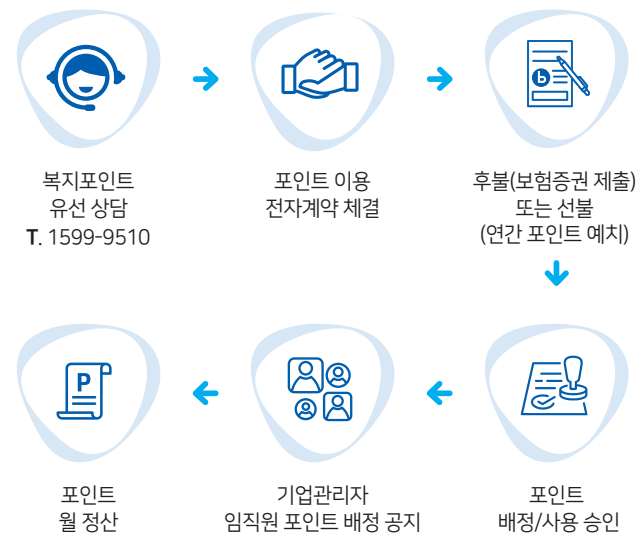 복지포인트
유선 상담
T. 1599-9510
포인트 이용
전자계약 체결
b
후불(보험증권 제출)
또는 선불
(연간 포인트 예치)
포인트
배정/사용 승인
기업관리자
임직원 포인트 배정 공지
P
포인트
월 정산